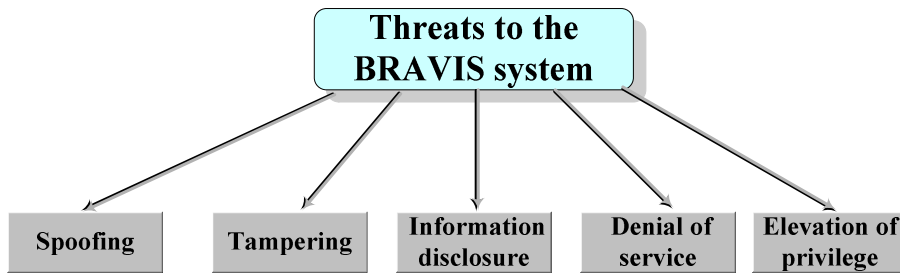 Threats to the
BRAVIS system
Spoofing
Tampering
Information
disclosure
Denial of
service
Elevation of
privilege